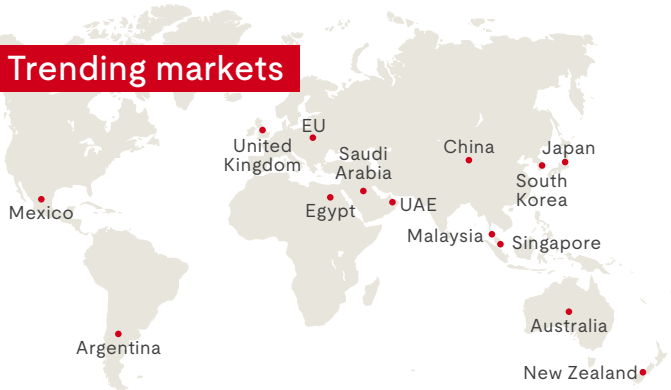 Trending markets
EU
United
Kingdom
Saudi
Arabia
China
Japan
South
Korea
Mexico
Egypt
UAE
Malaysia
Singapore
Australia
Argentina
New Zealand